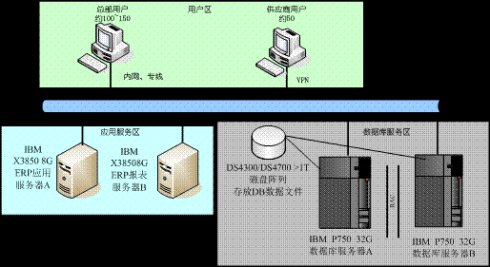 总部用户
约100~150
用户区
供应商用户
约50
内网、专线
VPN
应用服务区
数据库服务区
IBM
X3850 8G
ERP应用
服务器A
IBM
X38508G
ERP报表
服务器B
DS4300/DS4700 >1T
磁盘阵列
存放DB数据文件
RAC
IBM P750 32G
数据库服务器A
IBM P750 32G
数据库服务器B